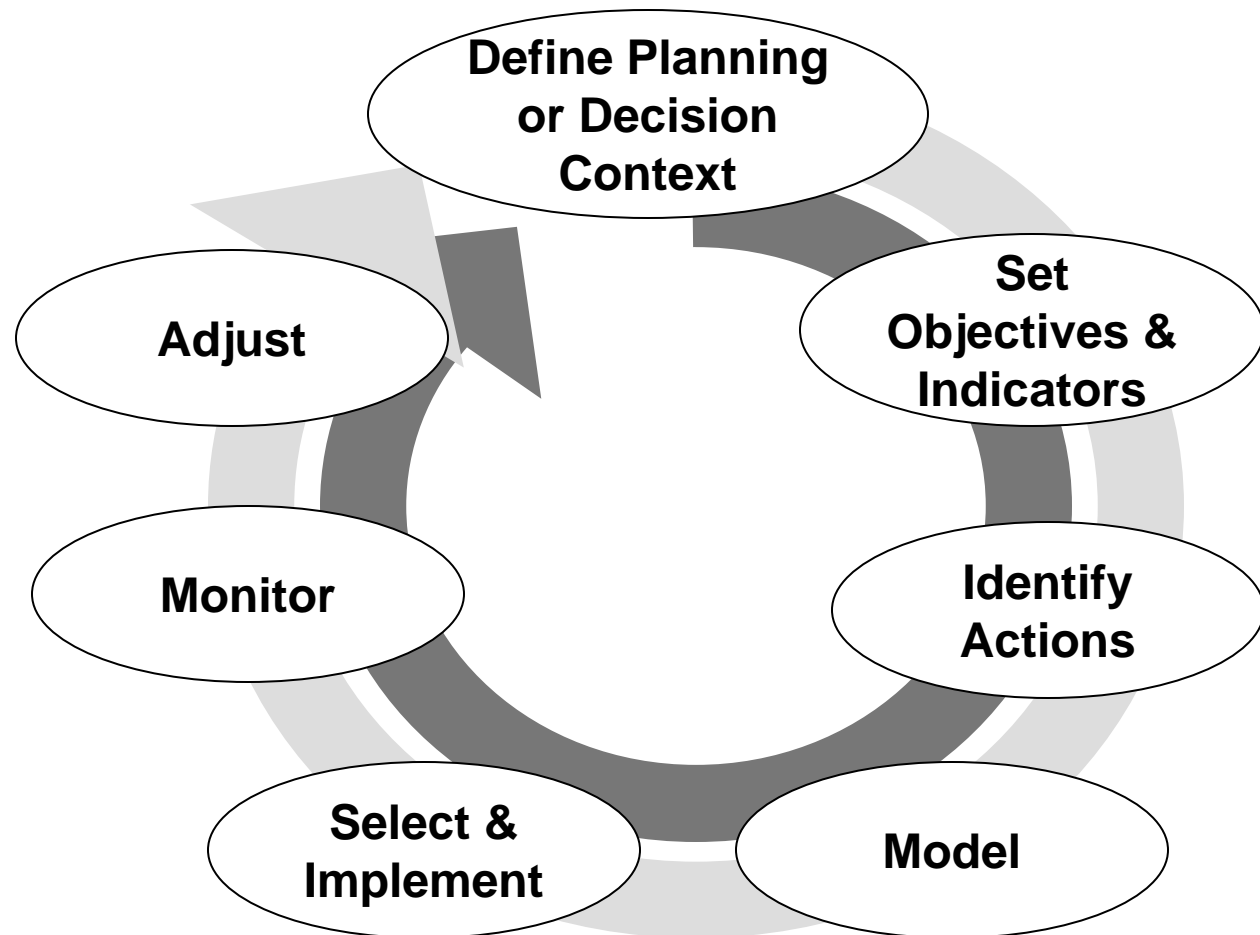 Define Planning
or Decision
Context
Set
Objectives &
Indicators
Identify
Actions
Model
Select &
Implement
Monitor
Adjust